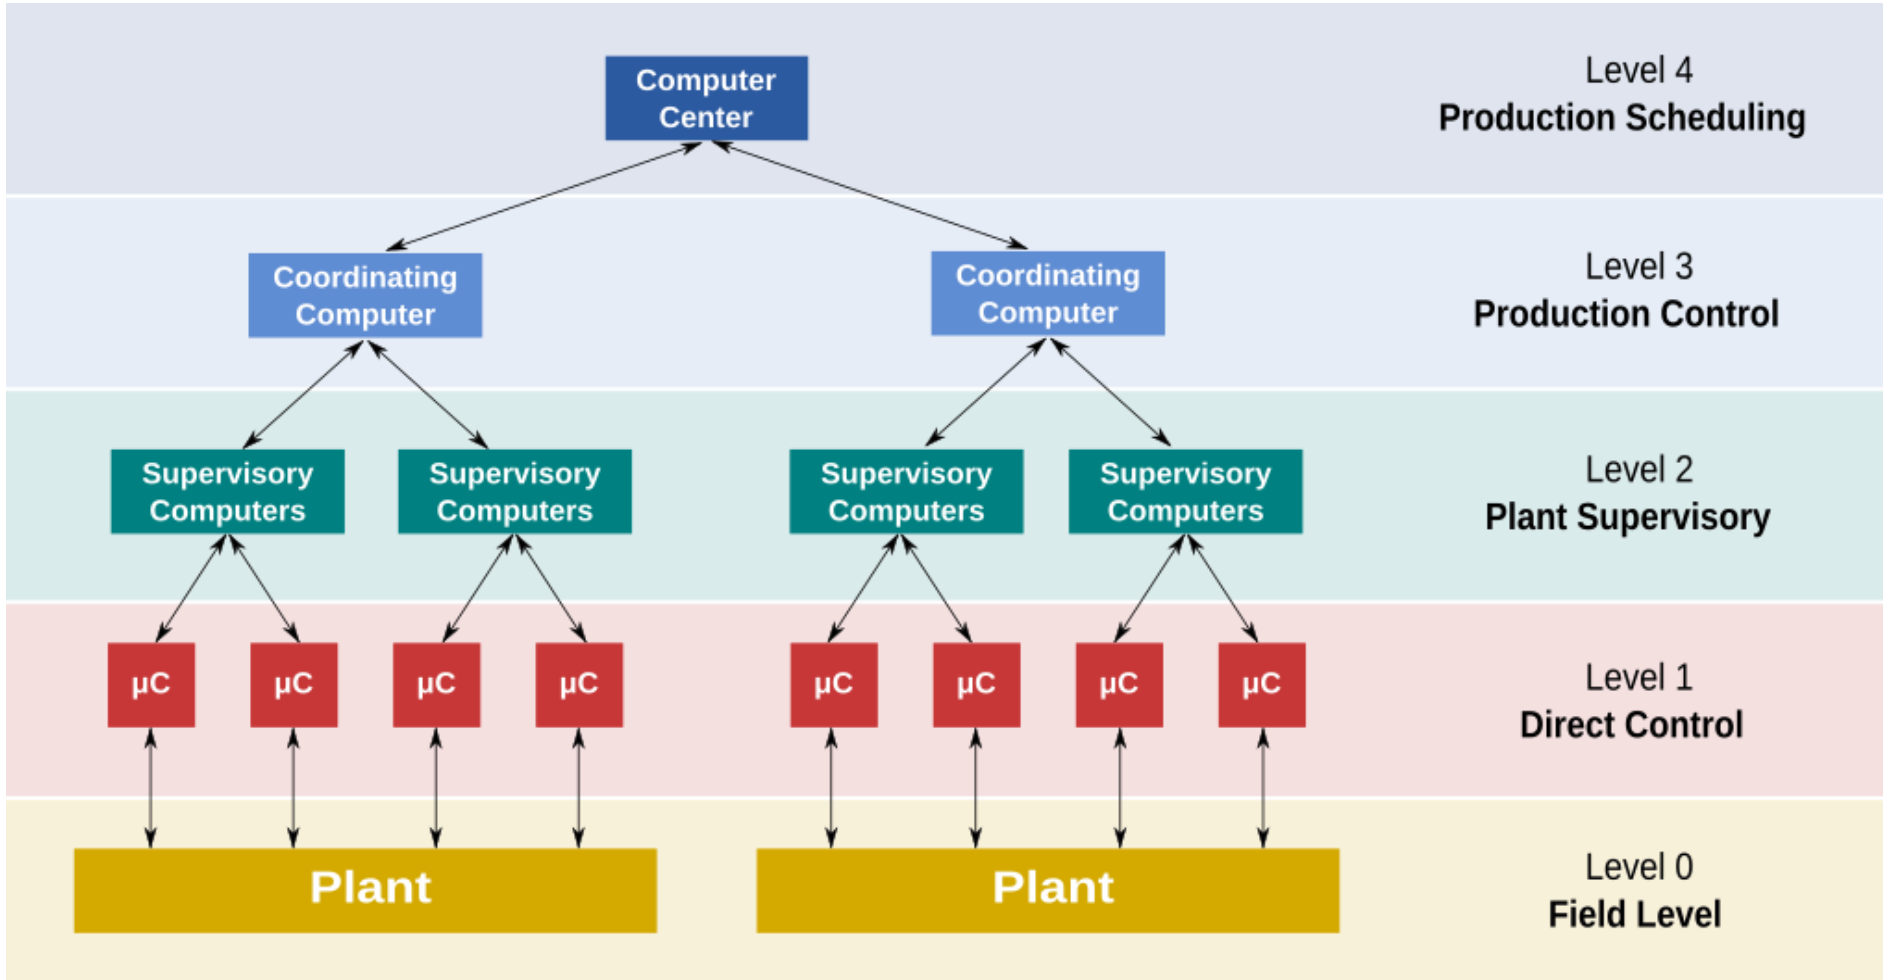 Computer
Center
Level 4
Production Scheduling
Coordinating
Computer
Coordinating
Computer
Level 3
Production Control
Supervisory
Computers
Supervisory
Computers
Supervisory
Computers
Supervisory
Computers
Level 2
Plant Supervisory
µC
µC
µC
µC
µC
µC
µC
µC
Level 1
Direct Control
Plant
Plant
Level 0
Field Level